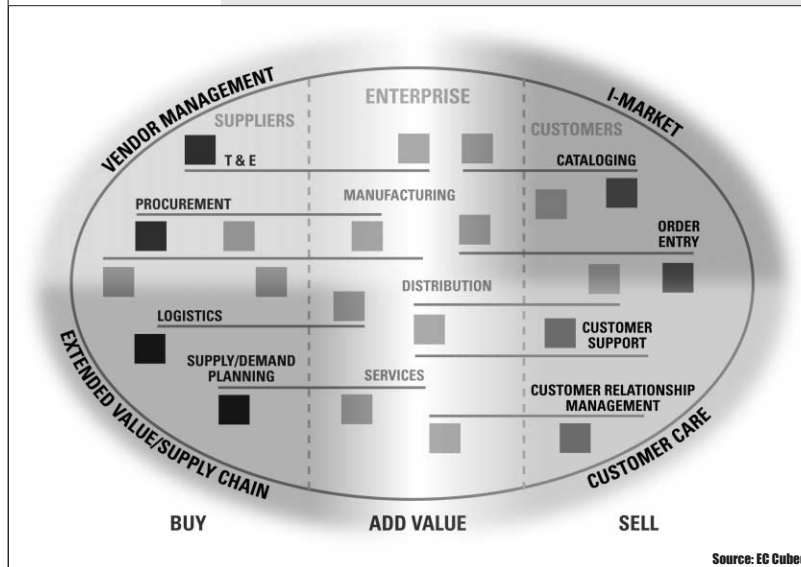 VENDOR MANAGEMENT
I-MARKET
ENTERPRISE
SUPPLIERS
CUSTOMERS
T & E
CATALOGING
PROCUREMENT
MANUFACTURING
ORDER
ENTRY
DISTRIBUTION
LOGISTICS
CUSTOMER
SUPPORT
SUPPLY/DEMAND
PLANNING
SERVICES
CUSTOMER RELATIONSHIP
MANAGEMENT
EXTENDED VALUE/SUPPLY CHAIN
CUSTOMER CARE
BUY
ADD VALUE
SELL
Source: EC Cubed